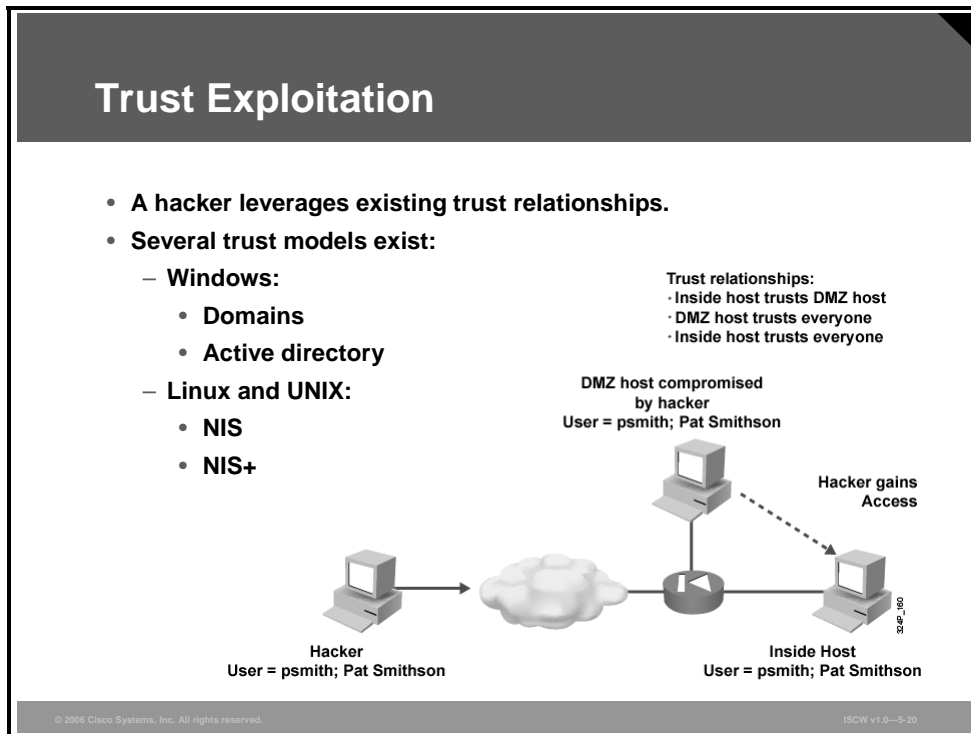 Trust Exploitation
• A hacker leverages existing trust relationships.
• Several trust models exist:
– Windows:
• Domains
• Active directory
– Linux and UNIX:
• NIS
• NIS+
Trust relationships:
• Inside host trusts DMZ host
• DMZ host trusts everyone
• Inside host trusts everyone
DMZ host compromised
by hacker
User = psmith; Pat Smithson
Hacker gains
Access
324P_160
Hacker
User = psmith; Pat Smithson
Inside Host
User = psmith; Pat Smithson
© 2006 Cisco Systems, Inc. All rights reserved.
ISCW v1.0—5-20